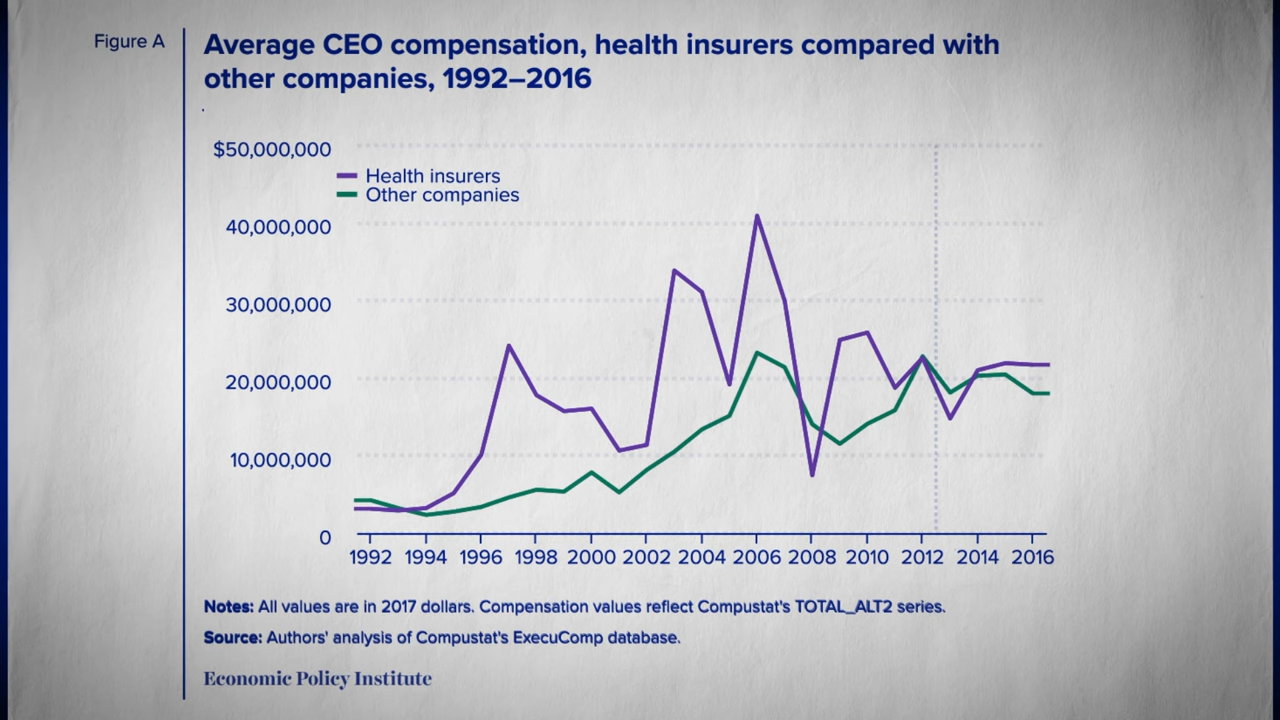 Figure A
Average CEO compensation, health insurers compared with
other companies, 1992–2016
$50,000,000
Health insurers
Other companies
40,000,000
30,000,000
20,000,000
10,000,000
0
1992 1994 1996 1998 2000 2002 2004 2006 2008 2010 2012 2014 2016
Notes: All values are in 2017 dollars. Compensation values reflect Compustat's TOTAL_ALT2 series.
Source: Authors' analysis of Compustat's ExecuComp database.
Economic Policy Institute